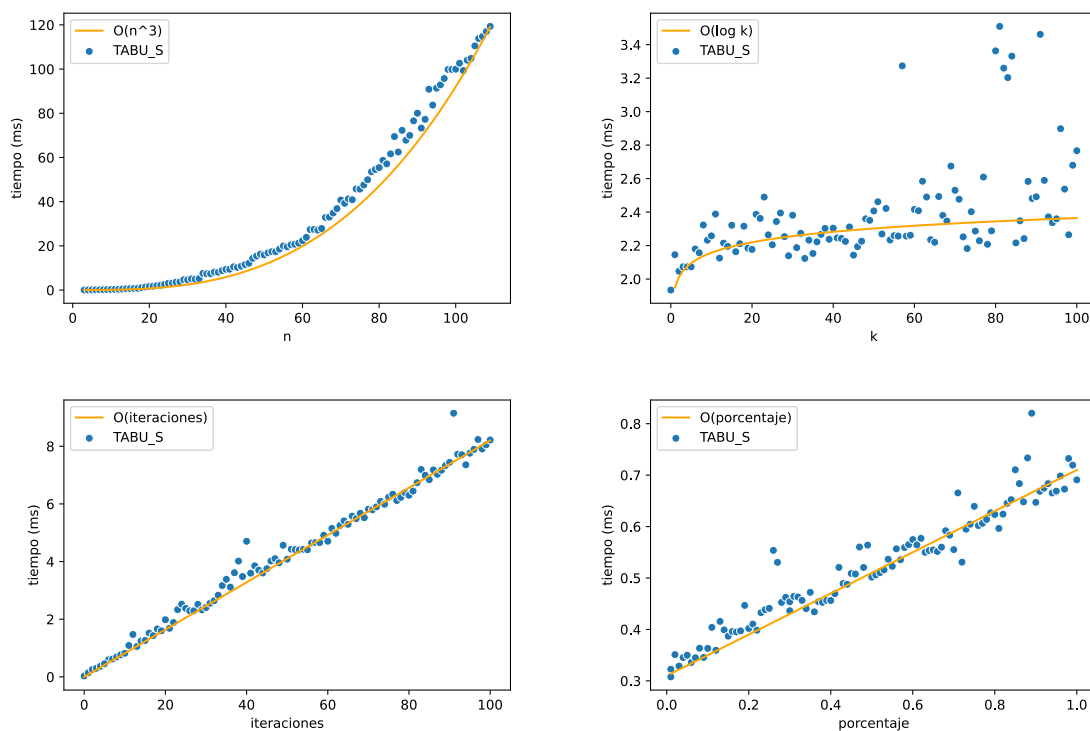 O(n^3)
TABU_S
120
100
80
60
40
20
0
tiempo (ms)
0 20 40 60 80 100
n
O(log k)
TABU_S
3.4
3.2
3.0
2.8
2.6
2.4
2.2
2.0
tiempo (ms)
0 20 40 60 80 100
k
O(iteraciones)
TABU_S
8
6
4
2
0
tiempo (ms)
0 20 40 60 80 100
iteraciones
O(porcentaje)
TABU_S
0.8
0.7
0.6
0.5
0.4
0.3
tiempo (ms)
0.0 0.2 0.4 0.6 0.8 1.0
porcentaje